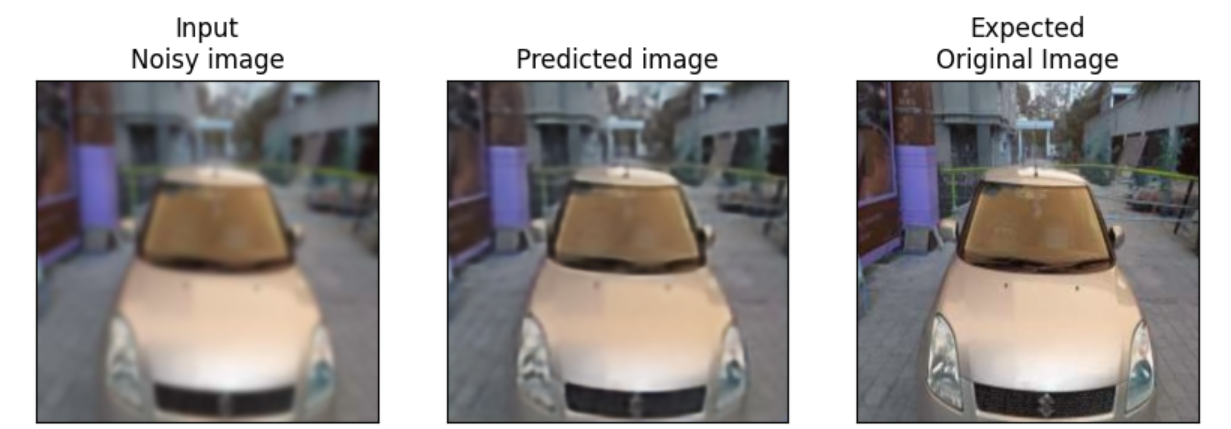 Input
Noisy image
Predicted image
Expected
Original Image